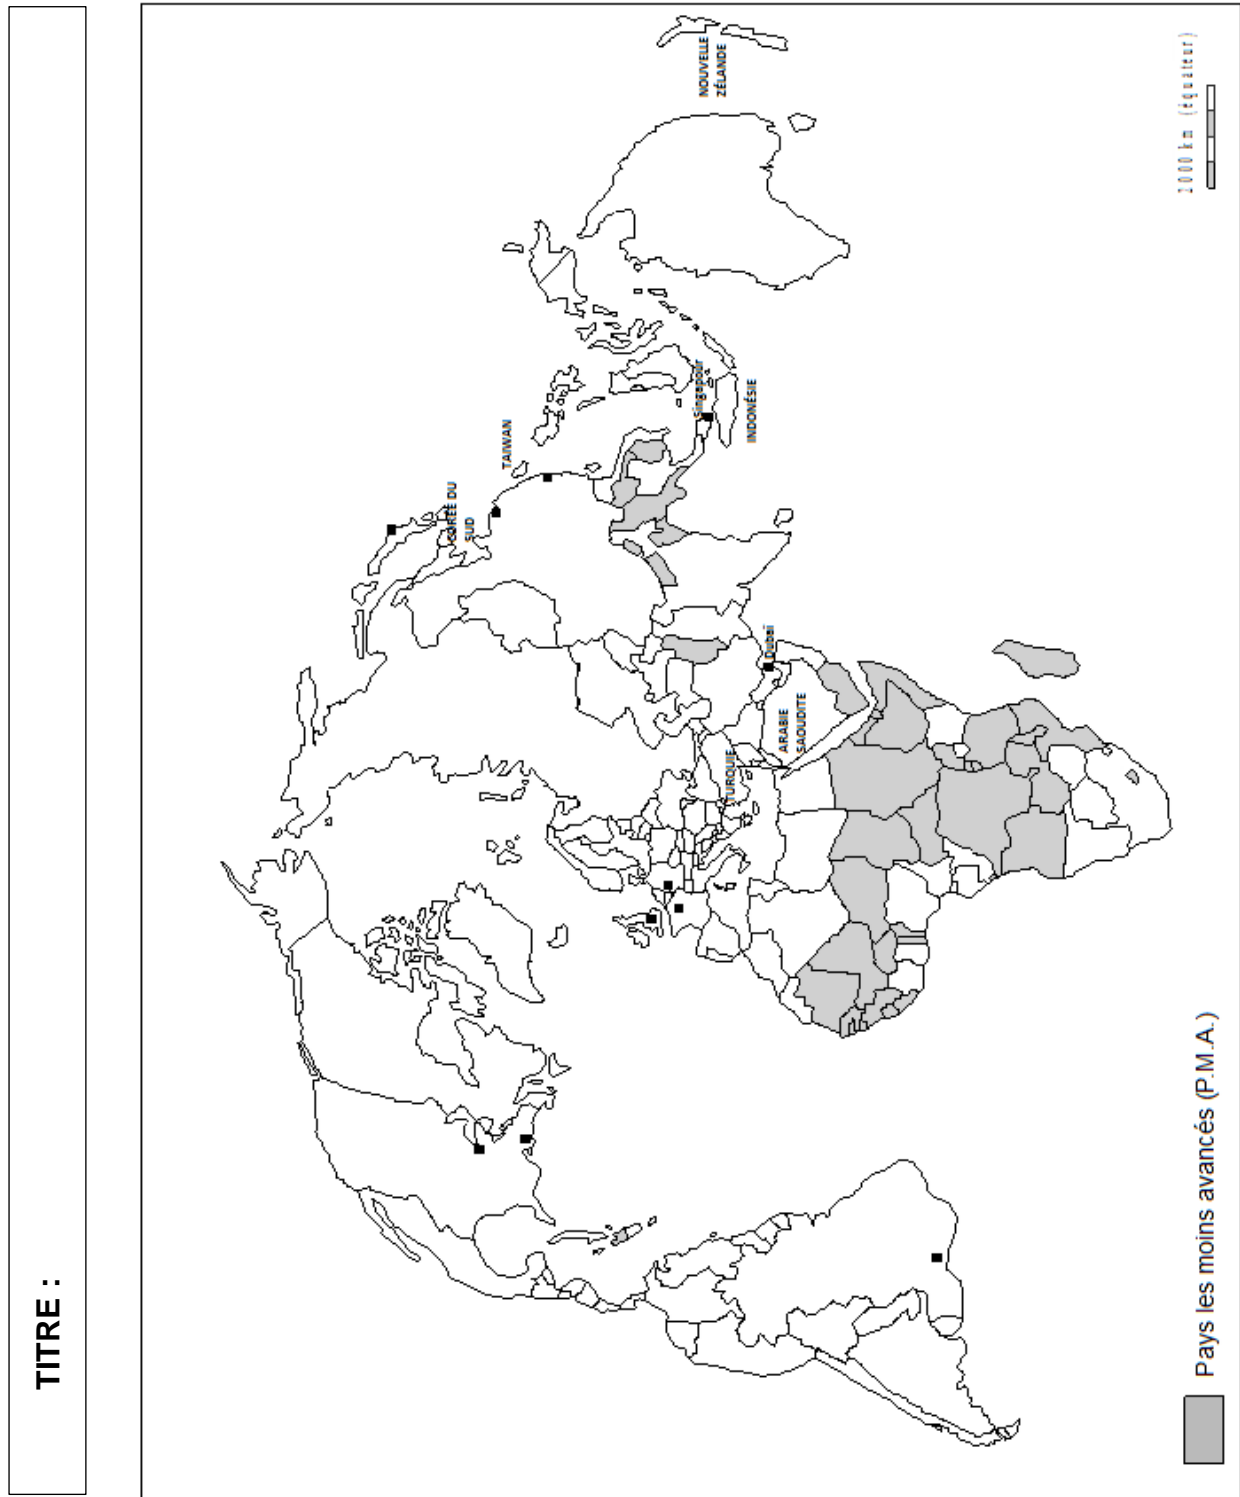 TITRE :
NOUVELLE
ZÉLANDE
TAIWAN
CORÉE DU
SUD
Singapour
INDONÉSIE
Dubaï
ARABIE
SAOUDITE
TURQUIE
2000 km (équateur)
Pays les moins avancés (P.M.A.)